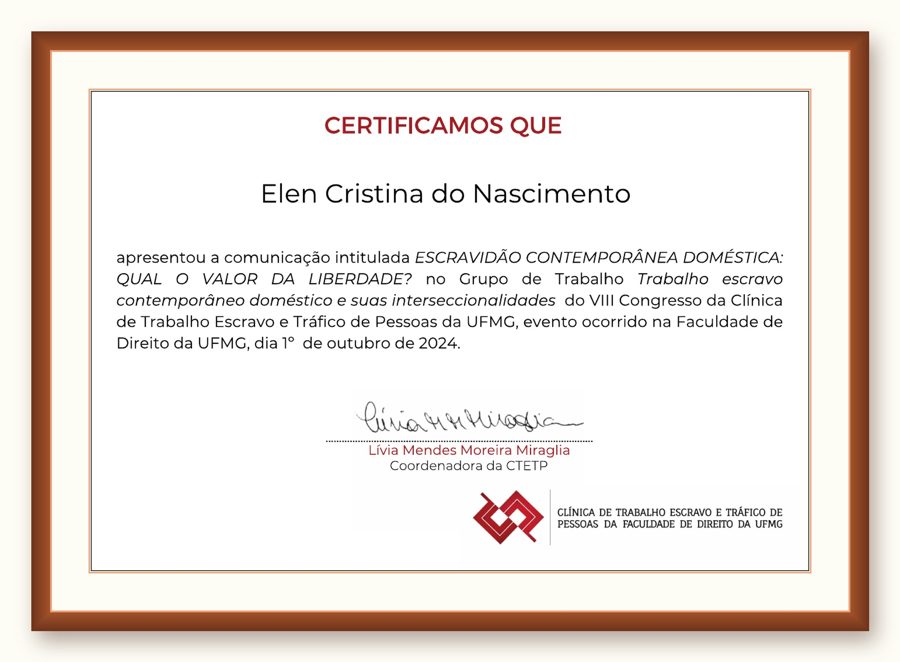 CERTIFICAMOS QUE
Elen Cristina do Nascimento
apresentou a comunicação intitulada ESCRAVIDÃO CONTEMPORÂNEA DOMÉSTICA:
QUAL O VALOR DA LIBERDADE? no Grupo de Trabalho Trabalho escravo
contemporâneo doméstico e suas interseccionalidades do VIII Congresso da Clínica
de Trabalho Escravo e Tráfico de Pessoas da UFMG, evento ocorrido na Faculdade de
Direito da UFMG, dia 1º de outubro de 2024.
Lívia M M Miraglia
Lívia Mendes Moreira Miraglia
Coordenadora da CTETP
CLÍNICA DE TRABALHO ESCRAVO E TRÁFICO DE
PESSOAS DA FACULDADE DE DIREITO DA UFMG